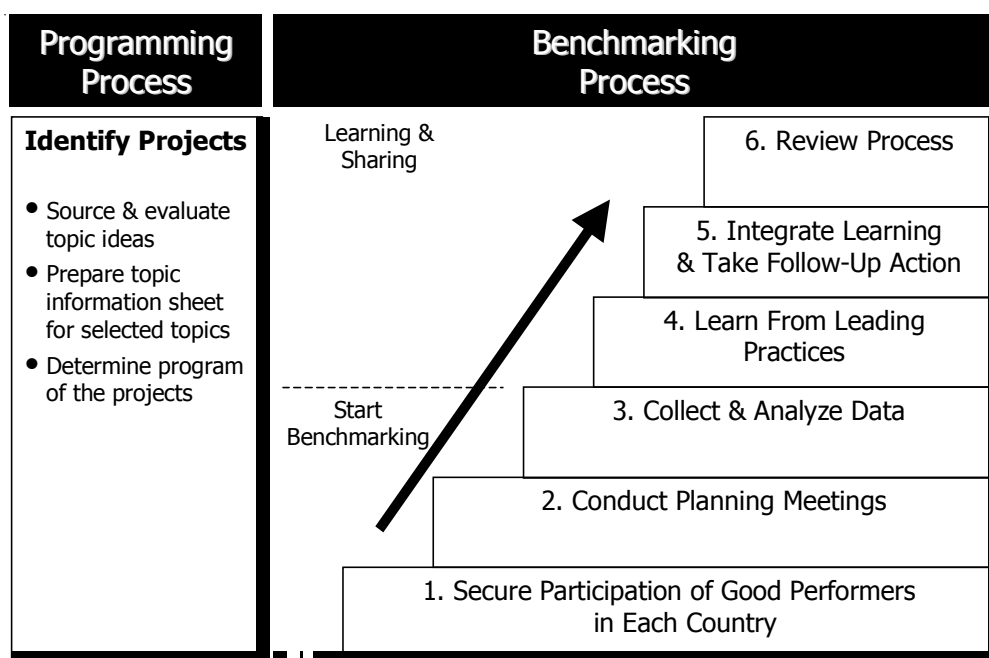 Programming
Process
Benchmarking
Process
Identify Projects
• Source & evaluate
topic ideas
• Prepare topic
information sheet
for selected topics
• Determine program
of the projects
Learning &
Sharing
Start
Benchmarking
6. Review Process
5. Integrate Learning
& Take Follow-Up Action
4. Learn From Leading
Practices
3. Collect & Analyze Data
2. Conduct Planning Meetings
1. Secure Participation of Good Performers
in Each Country